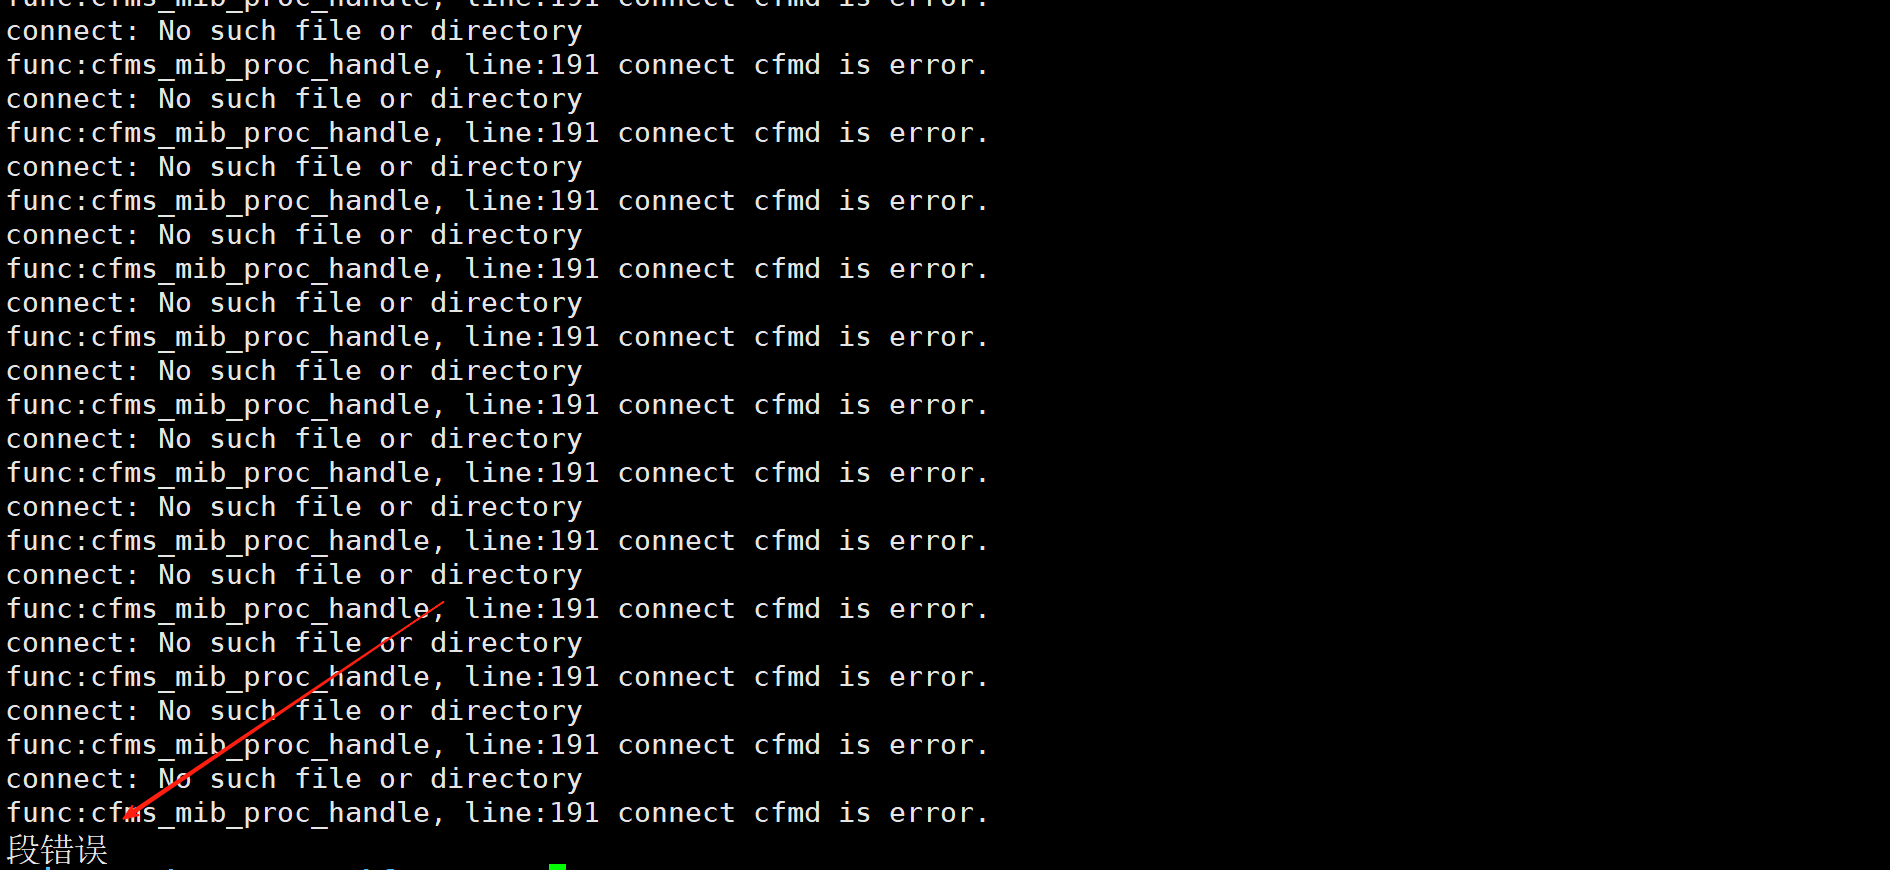 func:cfms_mib_proc_handle, line:191 connect cfmd is error.
connect: No such file or directory
func:cfms_mib_proc_handle, line:191 connect cfmd is error.
connect: No such file or directory
func:cfms_mib_proc_handle, line:191 connect cfmd is error.
connect: No such file or directory
func:cfms_mib_proc_handle, line:191 connect cfmd is error.
connect: No such file or directory
func:cfms_mib_proc_handle, line:191 connect cfmd is error.
connect: No such file or directory
func:cfms_mib_proc_handle, line:191 connect cfmd is error.
connect: No such file or directory
func:cfms_mib_proc_handle, line:191 connect cfmd is error.
connect: No such file or directory
func:cfms_mib_proc_handle, line:191 connect cfmd is error.
connect: No such file or directory
func:cfms_mib_proc_handle, line:191 connect cfmd is error.
connect: No such file or directory
func:cfms_mib_proc_handle, line:191 connect cfmd is error.
connect: No such file or directory
func:cfms_mib_proc_handle, line:191 connect cfmd is error.
connect: No such file or directory
func:cfms_mib_proc_handle, line:191 connect cfmd is error.
connect: No such file or directory
func:cfms_mib_proc_handle, line:191 connect cfmd is error.
段错误